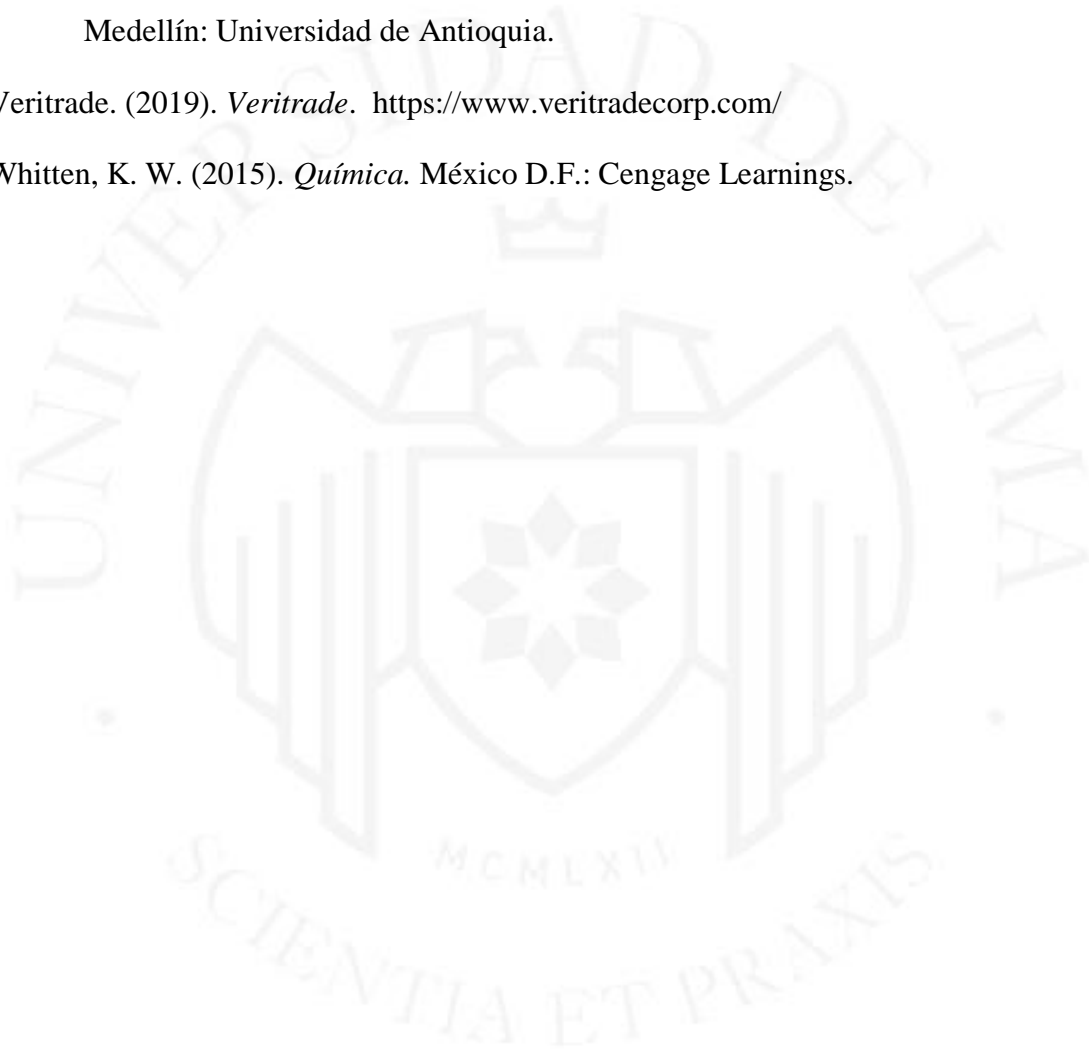 Medellín: Universidad de Antioquia.
Veritrade. (2019). Veritrade. https://www.veritradecorp.com/
Whitten, K. W. (2015). Química. México D.F.: Cengage Learnings.
UNIVERSIDAD DE LIMA
MCMLXII
SCIENTIA ET PRAXIS